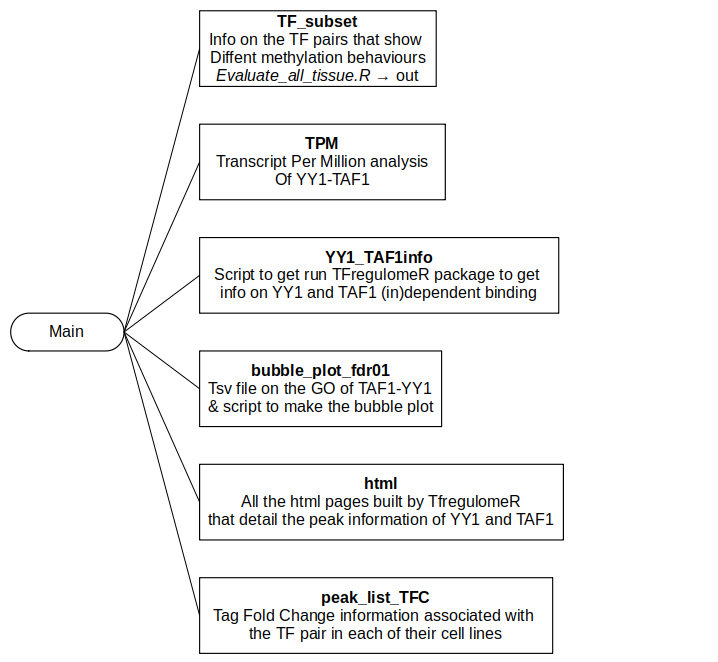 TF_subset
Info on the TF pairs that show
Diffent methylation behaviours
Evaluate_all_tissue.R → out
TPM
Transcript Per Million analysis
Of YY1-TAF1
YY1_TAF1info
Script to get run TFregulomeR package to get
info on YY1 and TAF1 (in)dependent binding
Main
bubble_plot_fdr01
Tsv file on the GO of TAF1-YY1
& script to make the bubble plot
html
All the html pages built by TfregulomeR
that detail the peak information of YY1 and TAF1
peak_list_TFC
Tag Fold Change information associated with
the TF pair in each of their cell lines